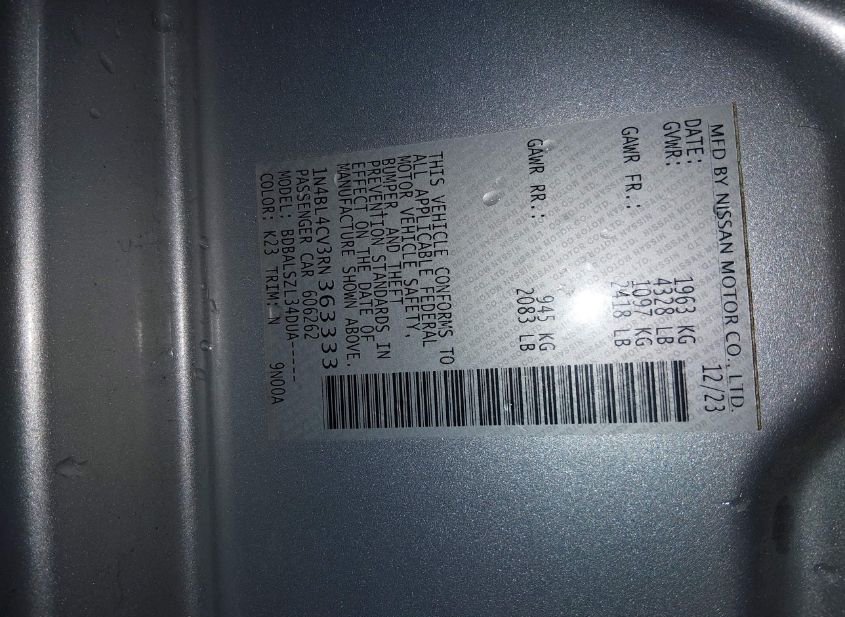 MFD BY NISSAN MOTOR CO., LTD.
DATE: 12/23
GVWR: 1963 KG
4328 LB
GAWR FR.: 1097 KG
2418 LB
GAWR RR.: 945 KG
2083 LB
THIS VEHICLE CONFORMS TO
ALL APPLICABLE FEDERAL
MOTOR VEHICLE SAFETY,
BUMPER, AND THEFT
PREVENTION STANDARDS IN
EFFECT ON THE DATE OF
MANUFACTURE SHOWN ABOVE.
1N4BL4CV3RN363333
PASSENGER CAR 606262
MODEL: BDBALSZL34DUA-----
COLOR: K23 TRIM: N 9N00A